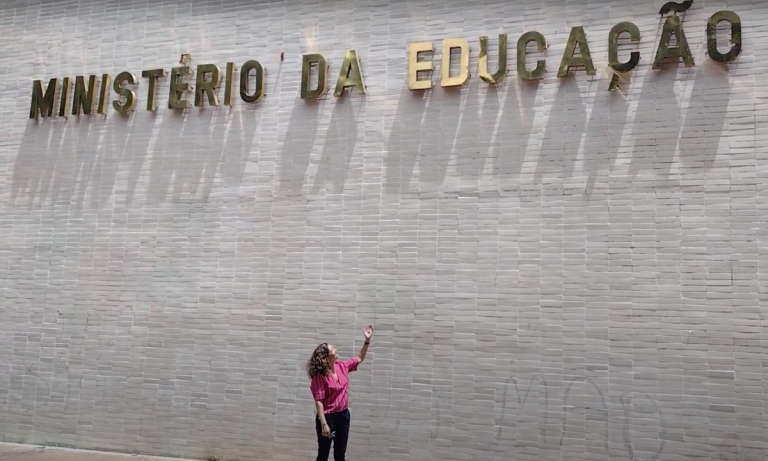 MINISTÉRIO DA EDUCAÇÃO